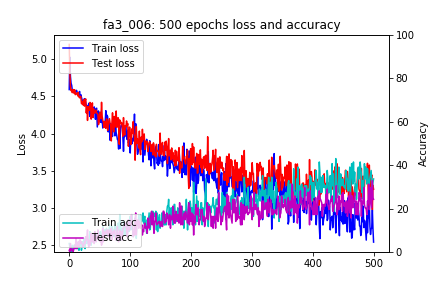 fa3_006: 500 epochs loss and accuracy
Train loss
Test loss
Train acc
Test acc
Loss
Accuracy
5.0
4.5
4.0
3.5
3.0
2.5
100
80
60
40
20
0
0
100
200
300
400
500